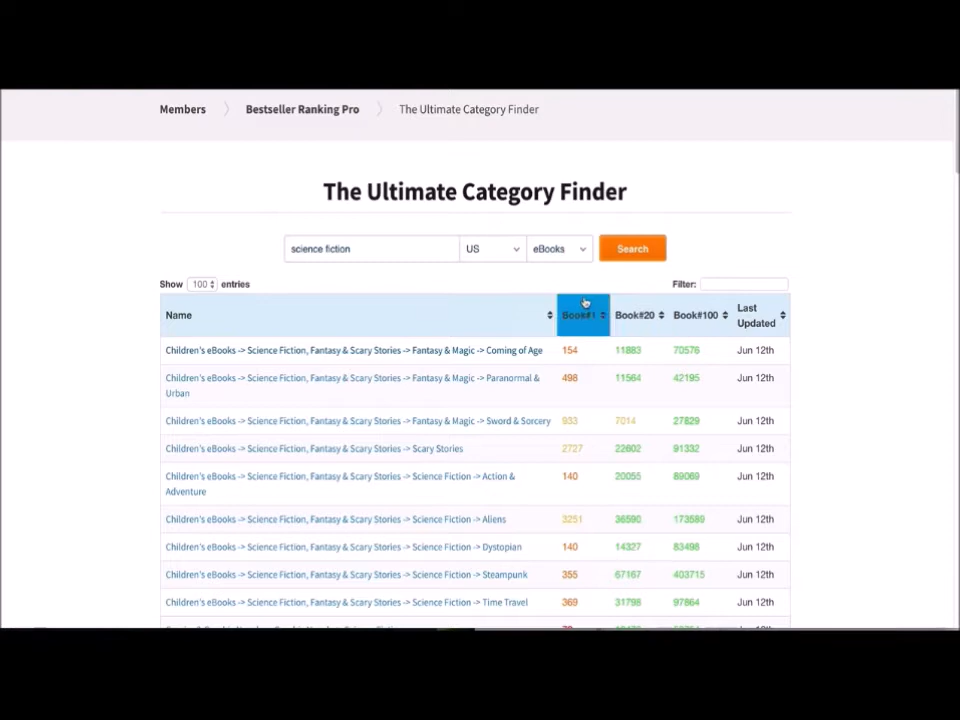 Members
Bestseller Ranking Pro
The Ultimate Category Finder
The Ultimate Category Finder
science fiction US eBooks Search
Show 100 entries Filter:
Name Book#1 Book#20 Book#100 Last Updated
Children's eBooks -> Science Fiction, Fantasy & Scary Stories -> Fantasy & Magic -> Coming of Age 154 11883 70576 Jun 12th
Children's eBooks -> Science Fiction, Fantasy & Scary Stories -> Fantasy & Magic -> Paranormal & 498 11564 42195 Jun 12th
Urban
Children's eBooks -> Science Fiction, Fantasy & Scary Stories -> Fantasy & Magic -> Sword & Sorcery 933 7014 27829 Jun 12th
Children's eBooks -> Science Fiction, Fantasy & Scary Stories -> Scary Stories 2727 22602 91332 Jun 12th
Children's eBooks -> Science Fiction, Fantasy & Scary Stories -> Science Fiction -> Action & 140 20055 89069 Jun 12th
Adventure
Children's eBooks -> Science Fiction, Fantasy & Scary Stories -> Science Fiction -> Aliens 3251 36590 173589 Jun 12th
Children's eBooks -> Science Fiction, Fantasy & Scary Stories -> Science Fiction -> Dystopian 140 14327 83498 Jun 12th
Children's eBooks -> Science Fiction, Fantasy & Scary Stories -> Science Fiction -> Steampunk 355 67167 403715 Jun 12th
Children's eBooks -> Science Fiction, Fantasy & Scary Stories -> Science Fiction -> Time Travel 369 31798 97864 Jun 12th